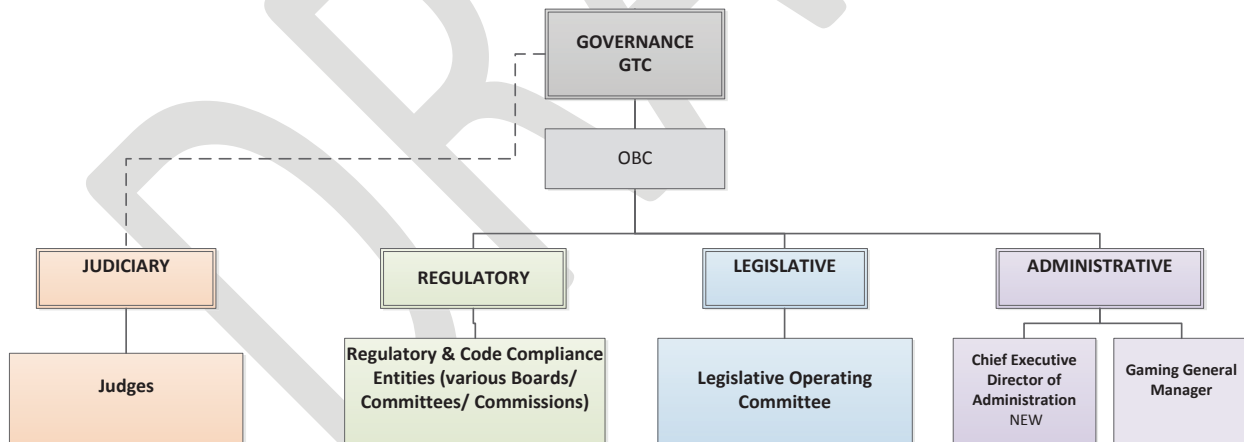 GOVERNANCE
GTC
OBC
JUDICIARY
REGULATORY
LEGISLATIVE
ADMINISTRATIVE
Judges
Regulatory & Code Compliance
Entities (various Boards/
Committees/ Commissions)
Legislative Operating
Committee
Chief Executive
Director of
Administration
NEW
Gaming General
Manager